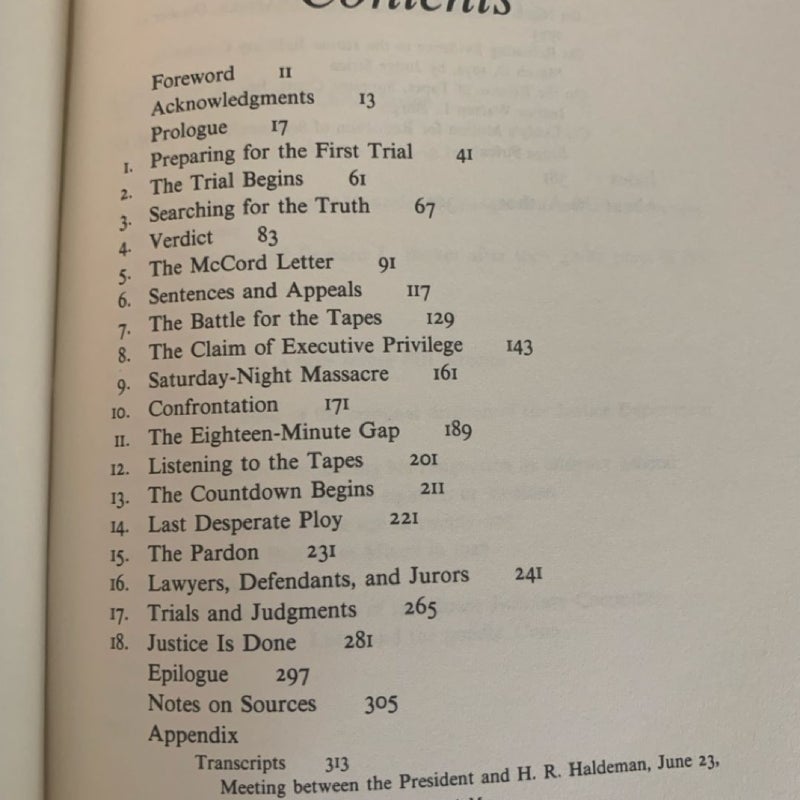 Contents
Foreword 11
Acknowledgments 13
Prologue 17
1. Preparing for the First Trial 41
2. The Trial Begins 61
3. Searching for the Truth 67
4. Verdict 83
5. The McCord Letter 91
6. Sentences and Appeals 117
7. The Battle for the Tapes 129
8. The Claim of Executive Privilege 143
9. Saturday-Night Massacre 161
10. Confrontation 171
11. The Eighteen-Minute Gap 189
12. Listening to the Tapes 201
13. The Countdown Begins 211
14. Last Desperate Ploy 221
15. The Pardon 231
16. Lawyers, Defendants, and Jurors 241
17. Trials and Judgments 265
18. Justice Is Done 281
Epilogue 297
Notes on Sources 305
Appendix
Transcripts 313
Meeting between the President and H. R. Haldeman, June 23,